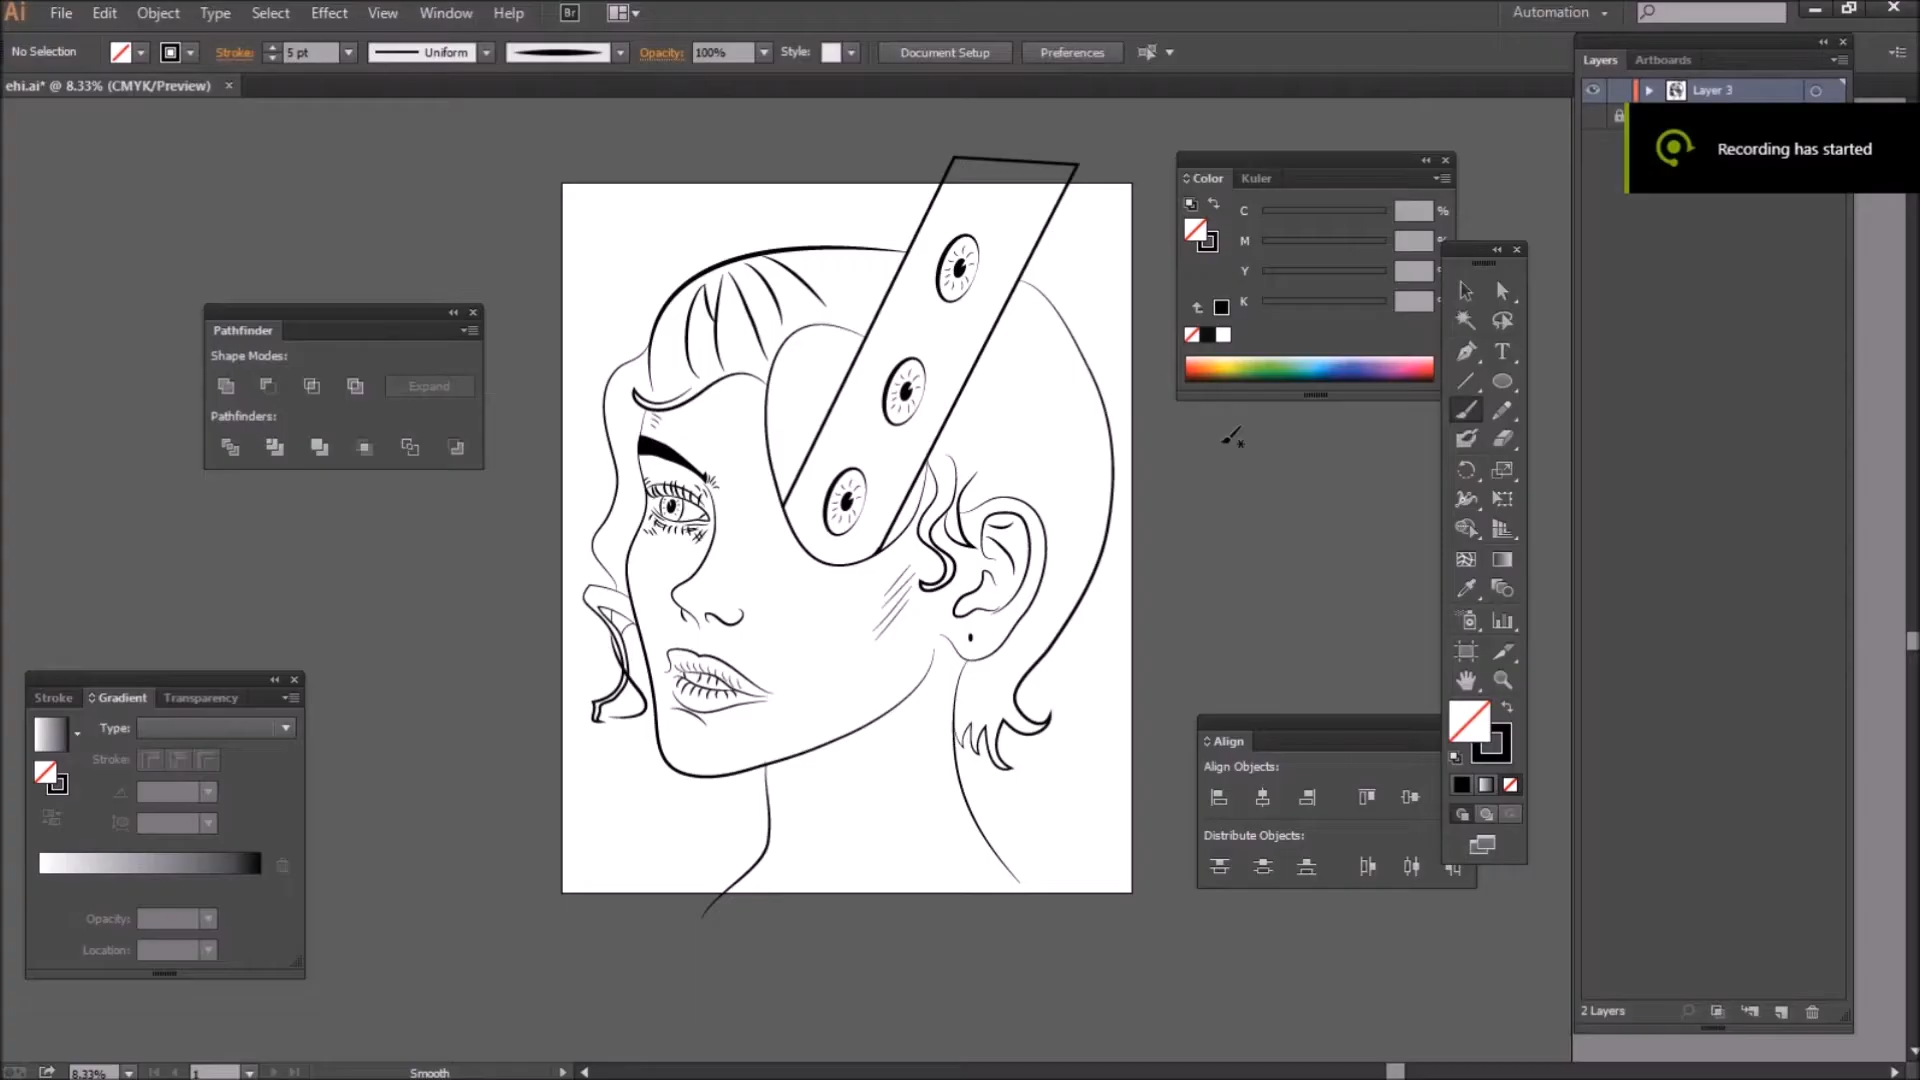 Ai File Edit Object Type Select Effect View Window Help Br Automation
No Selection Stroke: 5 pt Uniform Opacity: 100% Style: Document Setup Preferences
ehi.ai* @ 8.33% (CMYK/Preview)
Layers Artboards
Layer 3
Recording has started
Color Kuler
C %
M %
Y
K
Pathfinder
Shape Modes:
Expand
Pathfinders:
T
Stroke Gradient Transparency
Type:
Stroke:
Opacity:
Location:
Align
Align Objects:
Distribute Objects:
2 Layers
8.33% 1 Smooth